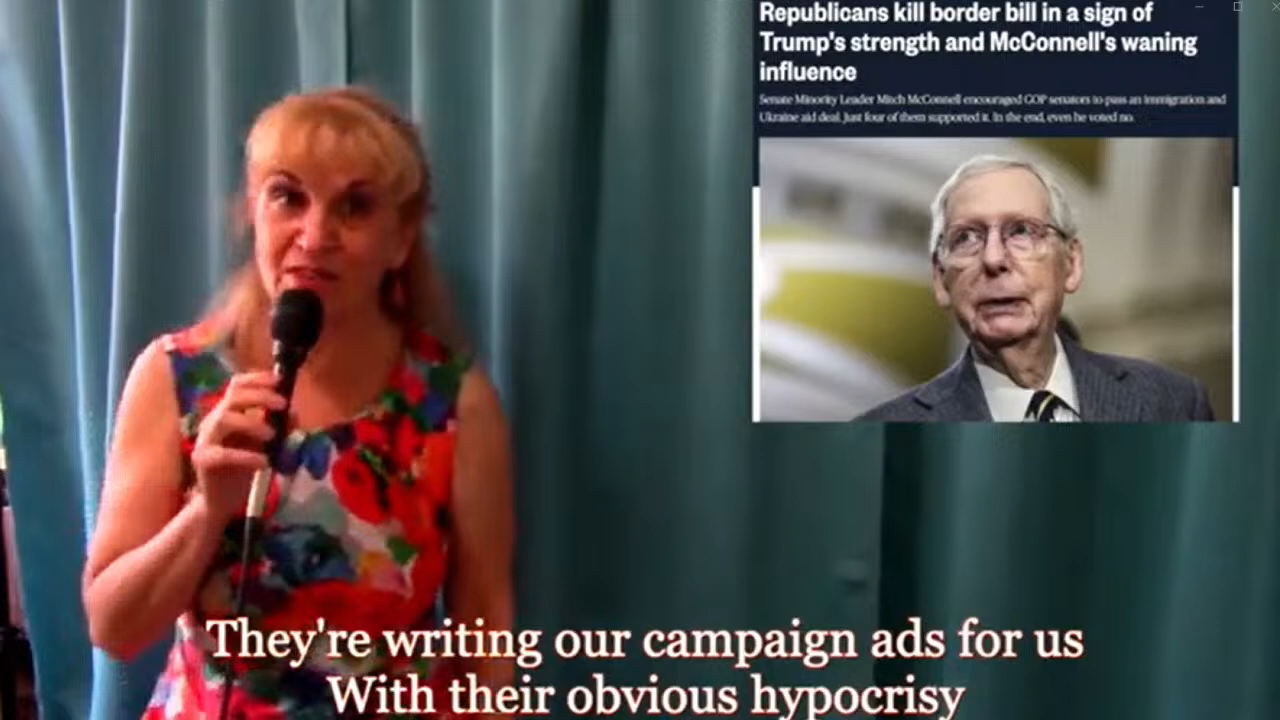 Republicans kill border bill in a sign of
Trump's strength and McConnell's waning
influence
Senate Minority Leader Mitch McConnell encouraged GOP senators to pass an immigration and
Ukraine aid deal. Just four of them supported it. In the end, even he voted no.
They're writing our campaign ads for us
With their obvious hypocrisy